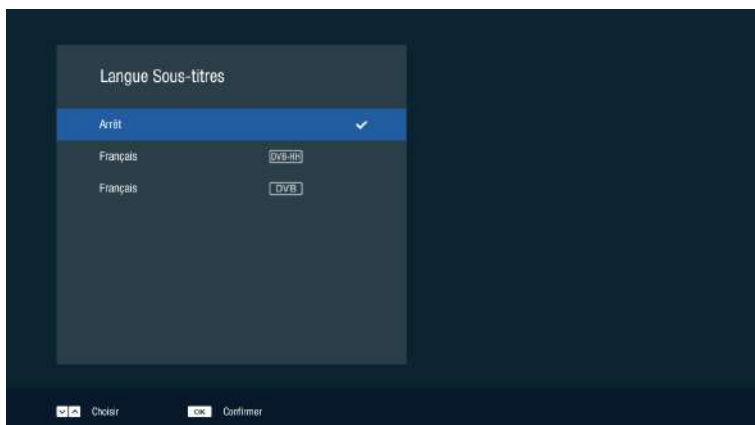 Langue Sous-titres
Arrêt
Français DVB-HH
Français DVB
Choisir OK Confirmer